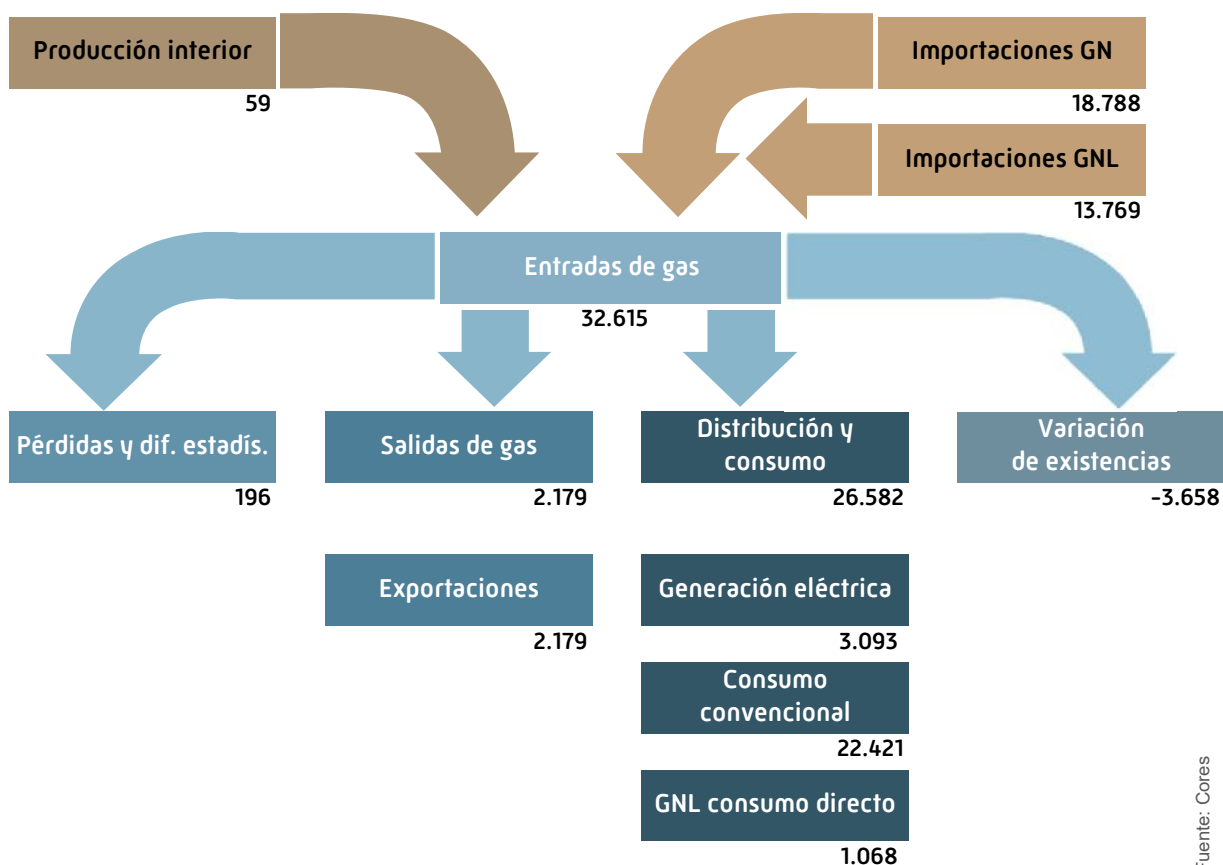 Producción interior
59
Importaciones GN
18.788
Importaciones GNL
13.769
Entradas de gas
32.615
Pérdidas y dif. estadís.
196
Salidas de gas
2.179
Distribución y
consumo
26.582
Variación
de existencias
-3.658
Exportaciones
2.179
Generación eléctrica
3.093
Consumo
convencional
22.421
GNL consumo directo
1.068
Fuente: Cores